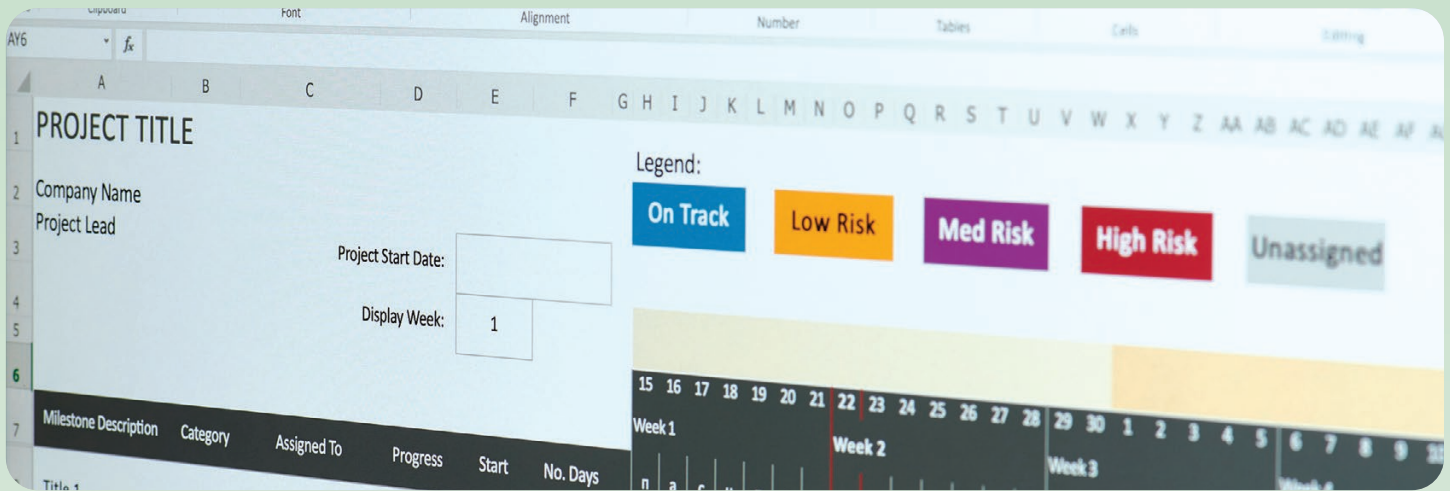 Clipboard
Font
Alignment
Number
Tables
Cells
Editing
AY6
fx
A B C D E F G H I J K L M N O P Q R S T U V W X Y Z AA AB AC AD AE AF
1 PROJECT TITLE
Legend:
2 Company Name
On Track Low Risk Med Risk High Risk Unassigned
Project Lead
3
Project Start Date:
4
Display Week: 1
5
6
15 16 17 18 19 20 21 22 23 24 25 26 27 28 29 30 1 2 3 4 5 6 7 8 9
7
Milestone Description Category Assigned To Progress Start No. Days
Week 1 Week 2 Week 3
Title 1